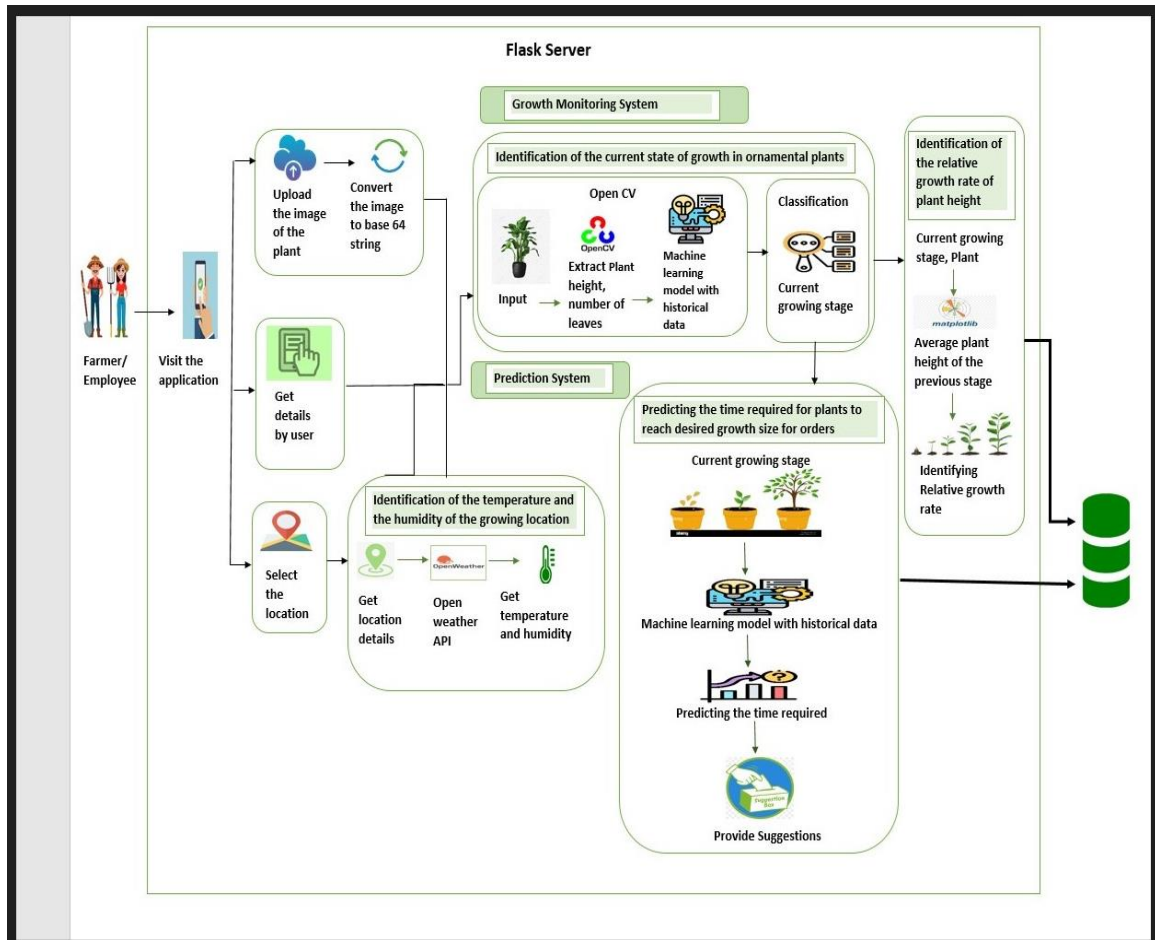 Flask Server
Growth Monitoring System
Identification of the current state of growth in ornamental plants
Identification of
the relative
growth rate of
plant height
Upload
the image
of the
plant
Convert
the image
to base 64
string
Open CV
OpenCV
Input
Extract Plant
height,
number of
leaves
Machine
learning
model with
historical
data
Classification
Current
growing stage
Current growing
stage, Plant
matplotlib
Average plant
height of the
previous stage
Identifying
Relative growth
rate
Farmer/
Employee
Visit the
application
Get
details
by user
Prediction System
Predicting the time required for plants to
reach desired growth size for orders
Current growing stage
Machine learning model with historical data
Predicting the time required
Suggestion
Box
Provide Suggestions
Select
the
location
Identification of the temperature and
the humidity of the growing location
OpenWeather
Get
location
details
Open
weather
API
Get
temperature
and humidity